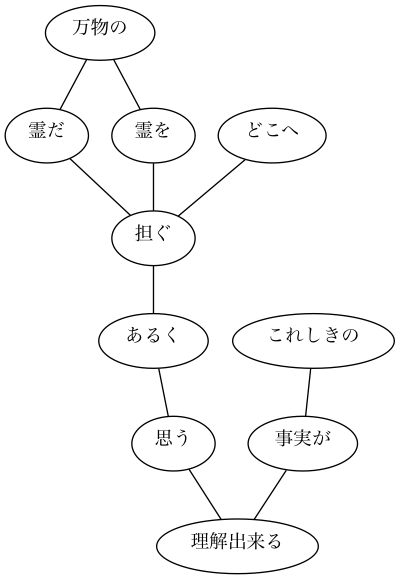 万物の
霊だ
霊を
どこへ
担ぐ
あるく
これしきの
思う
事実が
理解出来る